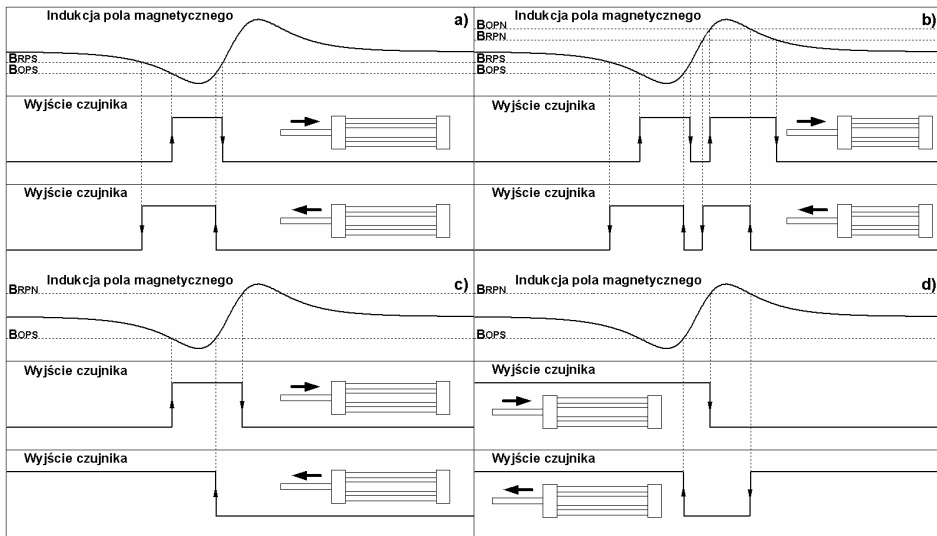 Indukcja pola magnetycznego
a)
BRPS
BOPS
Wyjście czujnika
Wyjście czujnika
Indukcja pola magnetycznego
b)
BOPN
BRPN
BRPS
BOPS
Wyjście czujnika
Wyjście czujnika
Indukcja pola magnetycznego
c)
BRPN
BOPS
Wyjście czujnika
Wyjście czujnika
Indukcja pola magnetycznego
d)
BRPN
BOPS
Wyjście czujnika
Wyjście czujnika